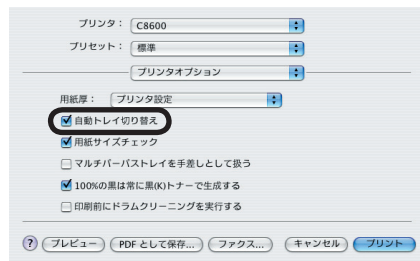 プリンタ： C8600
プリセット： 標準
プリンタオプション
用紙厚： プリンタ設定
自動トレイ切り替え
用紙サイズチェック
マルチパーパストレイを手差しとして扱う
100%の黒は常に黒(K)トナーで生成する
印刷前にドラムクリーニングを実行する
? プレビュー PDF として保存... ファクス... キャンセル プリント